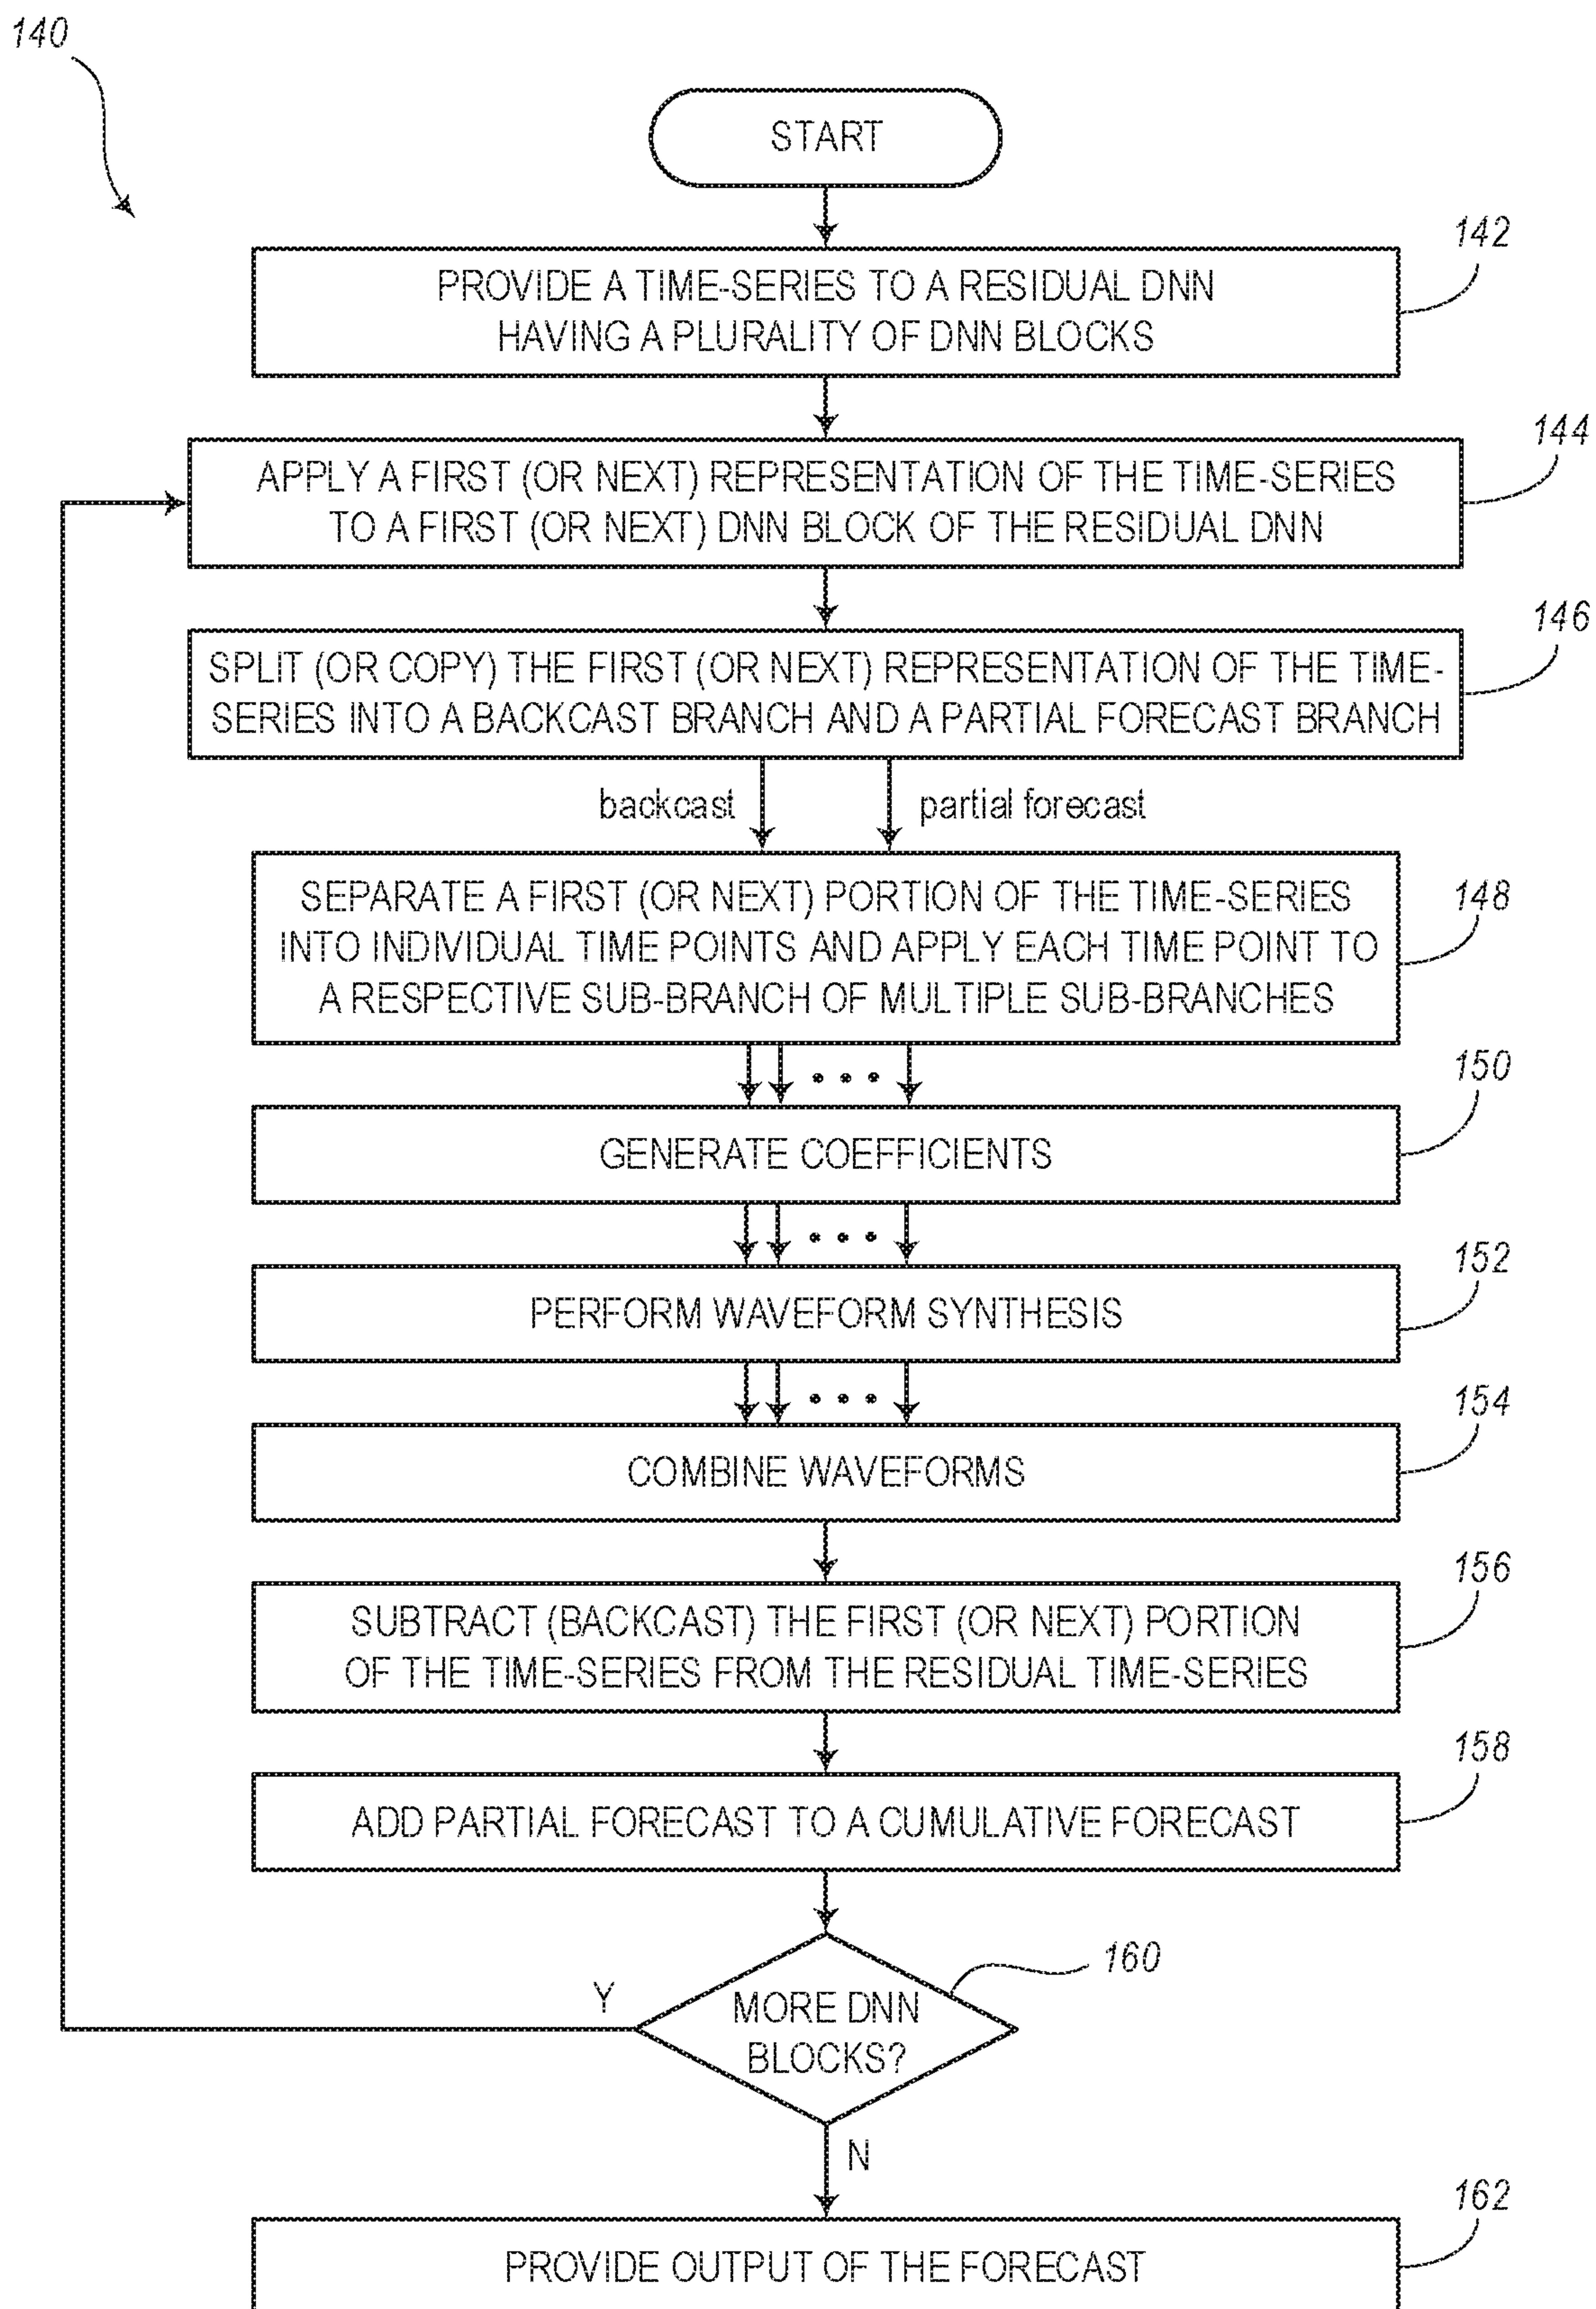 140
START
142
PROVIDE A TIME-SERIES TO A RESIDUAL DNN
HAVING A PLURALITY OF DNN BLOCKS
144
APPLY A FIRST (OR NEXT) REPRESENTATION OF THE TIME-SERIES
TO A FIRST (OR NEXT) DNN BLOCK OF THE RESIDUAL DNN
146
SPLIT (OR COPY) THE FIRST (OR NEXT) REPRESENTATION OF THE TIME-
SERIES INTO A BACKCAST BRANCH AND A PARTIAL FORECAST BRANCH
backcast
partial forecast
148
SEPARATE A FIRST (OR NEXT) PORTION OF THE TIME-SERIES
INTO INDIVIDUAL TIME POINTS AND APPLY EACH TIME POINT TO
A RESPECTIVE SUB-BRANCH OF MULTIPLE SUB-BRANCHES
150
GENERATE COEFFICIENTS
152
PERFORM WAVEFORM SYNTHESIS
154
COMBINE WAVEFORMS
156
SUBTRACT (BACKCAST) THE FIRST (OR NEXT) PORTION
OF THE TIME-SERIES FROM THE RESIDUAL TIME-SERIES
158
ADD PARTIAL FORECAST TO A CUMULATIVE FORECAST
160
Y
MORE DNN
BLOCKS?
N
162
PROVIDE OUTPUT OF THE FORECAST